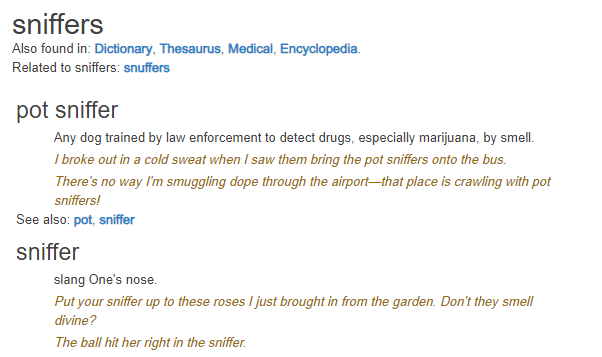 sniffers
Also found in: Dictionary, Thesaurus, Medical, Encyclopedia.
Related to sniffers: snuffers
pot sniffer
Any dog trained by law enforcement to detect drugs, especially marijuana, by smell.
I broke out in a cold sweat when I saw them bring the pot sniffers onto the bus.
There's no way I'm smuggling dope through the airport—that place is crawling with pot
sniffers!
See also: pot, sniffer
sniffer
slang One's nose.
Put your sniffer up to these roses I just brought in from the garden. Don't they smell
divine?
The ball hit her right in the sniffer.